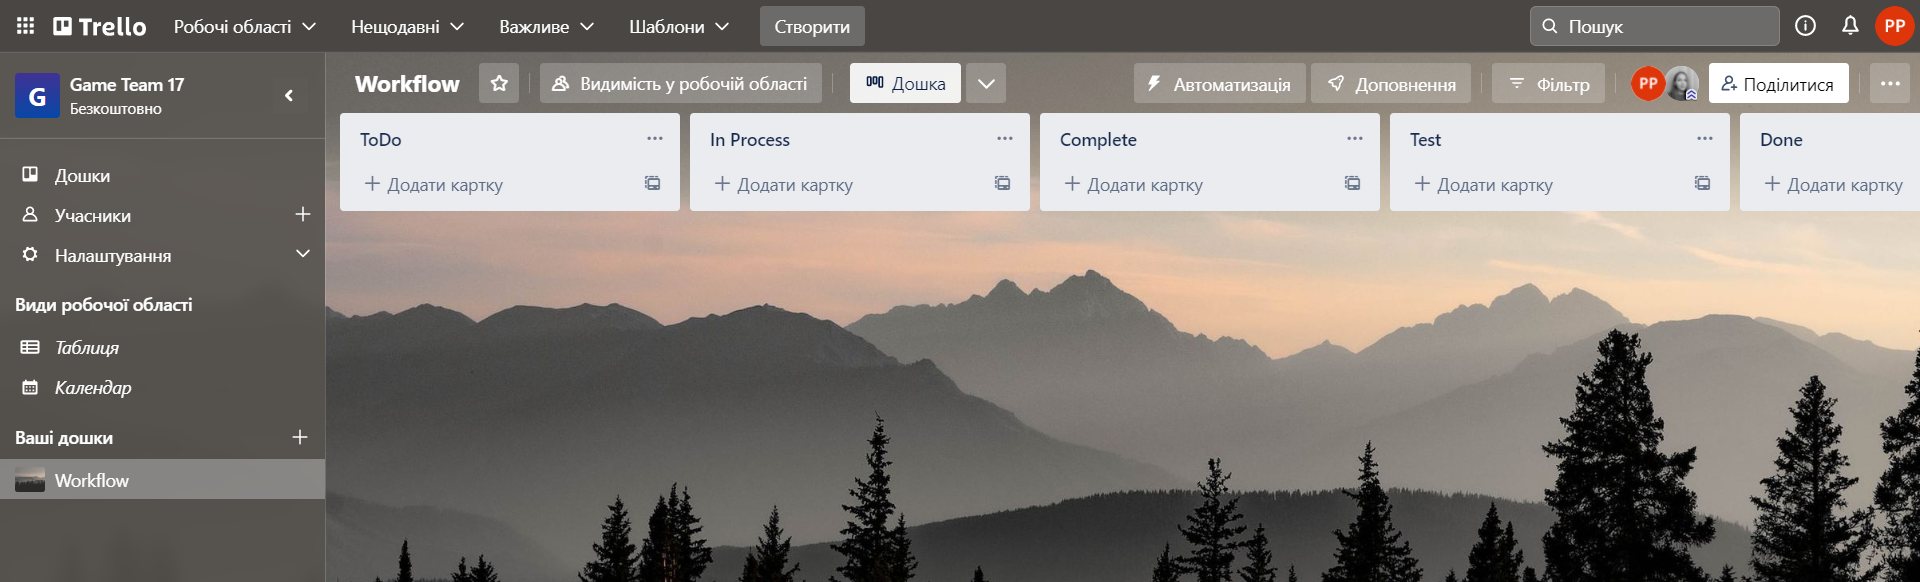 Trello Робочі області Нещодавні Важливе Шаблони Створити Пошук PP
G Game Team 17
Безкоштовно
Workflow Видимість у робочій області Дошка Автоматизація Доповнення Фільтр PP Поділитися
ToDo In Process Complete Test Done
Додати картку Додати картку Додати картку Додати картку Додати картку
Дошки
Учасники
Налаштування
Види робочої області
Таблиця
Календар
Ваші дошки
Workflow